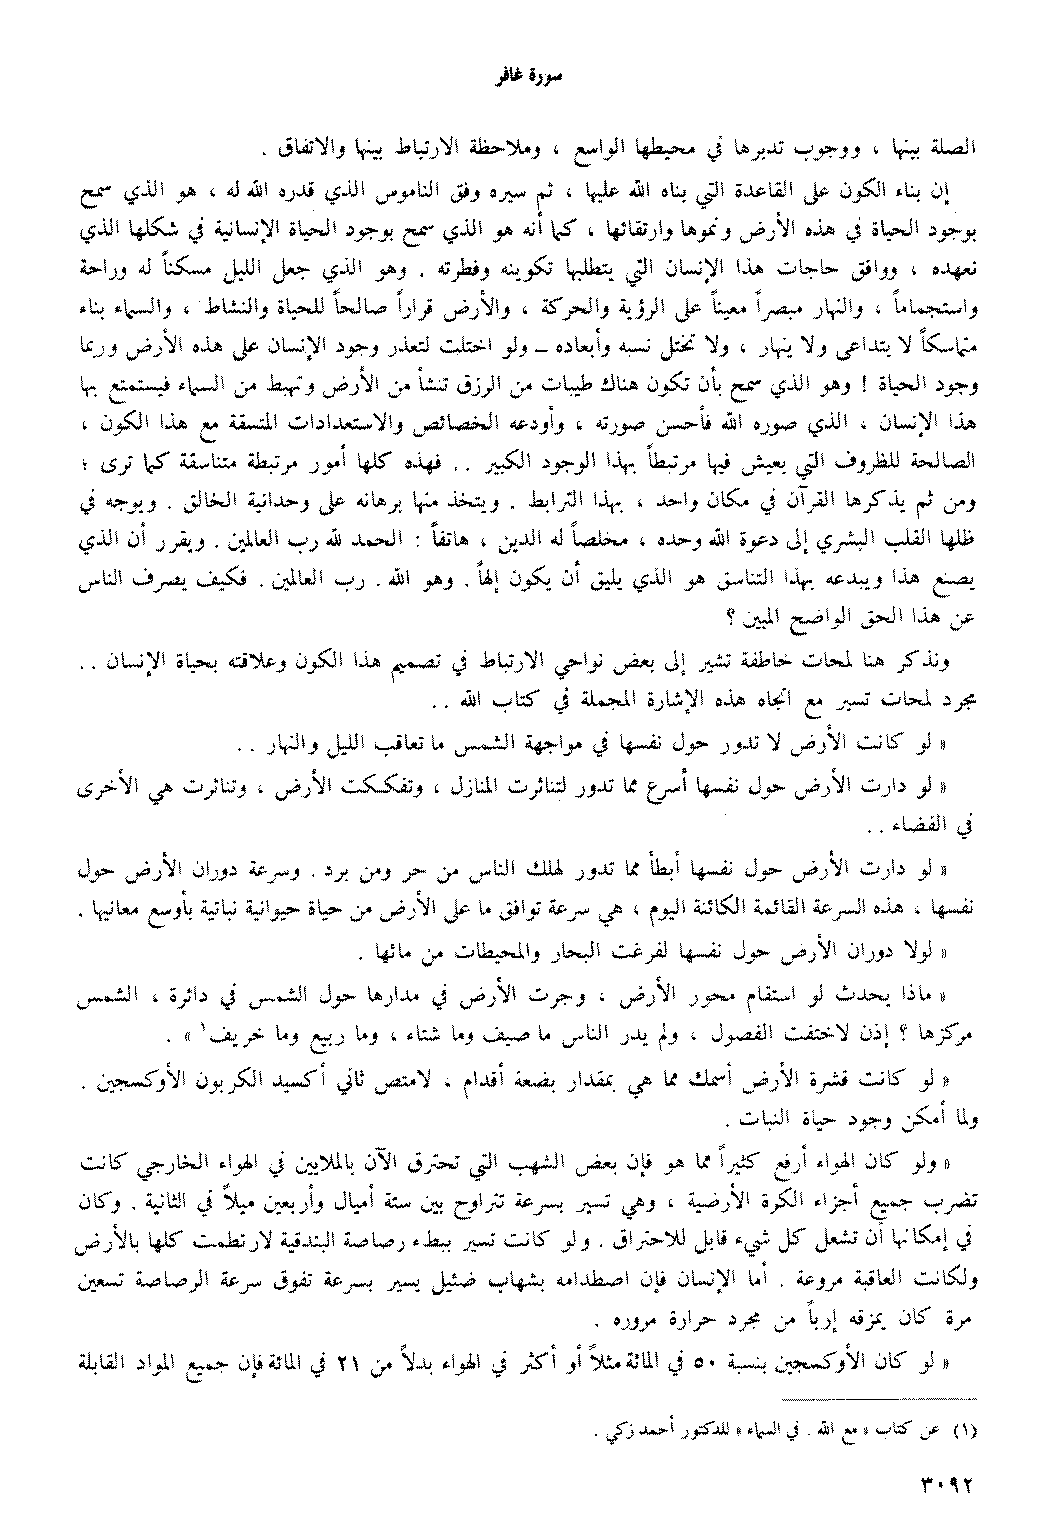 سورة غافر
الصلة بينها ، ووجوب تدبرها في محيطها الواسع ، وملاحظة الارتباط بينها والاتفاق .
إن بناء الكون على القاعدة التي بناه الله عليها ، ثم سيره وفق الناموس الذي قدره الله له ، هو الذي سمح
بوجود الحياة في هذه الأرض ونموها وارتقائها ، كما أنه هو الذي سمح بوجود الحياة الإنسانية في شكلها الذي
نعهده ، ووافق حاجات هذا الإنسان التي يتطلبها تكوينه وفطرته . وهو الذي جعل الليل مسكناً له وراحة
واستجماماً ، والنهار مبصراً معيناً على الرؤية والحركة ، والأرض قراراً صالحاً للحياة والنشاط ، والسماء بناء
متماسكاً لا يتداعى ولا ينهار ، ولا تختل نسبه وأبعاده – ولو اختلت لتعذر وجود الإنسان على هذه الأرض وربما
وجود الحياة ! وهو الذي سمح بأن تكون هناك طيبات من الرزق تنشأ من الأرض وتهبط من السماء فيستمتع بها
هذا الإنسان ، الذي صوره الله فأحسن صورته ، وأودعه الخصائص والاستعدادات المتسقة مع هذا الكون ،
الصالحة للظروف التي يعيش فيها مرتبطاً بهذا الوجود الكبير .. فهذه كلها أمور مرتبطة متناسقة كما ترى ؛
ومن ثم يذكرها القرآن في مكان واحد ، بهذا الترابط . ويتخذ منها برهانه على وحدانية الخالق . ويوجه في
ظلها القلب البشري إلى دعوة الله وحده ، مخلصاً له الدين ، هاتفاً : الحمد لله رب العالمين . ويقرر أن الذي
يصنع هذا ويبدعه بهذا التناسق هو الذي يليق أن يكون إلهاً . وهو الله . رب العالمين . فكيف يصرف الناس
عن هذا الحق الواضح المبين ؟
ونذكر هنا لمحات خاطفة تشير إلى بعض نواحي الارتباط في تصميم هذا الكون وعلاقته بحياة الإنسان ..
مجرد لمحات تسير مع اتجاه هذه الإشارة المجملة في كتاب الله ..
« لو كانت الأرض لا تدور حول نفسها في مواجهة الشمس ما تعاقب الليل والنهار ..
« لو دارت الأرض حول نفسها أسرع مما تدور لتناثرت المنازل ، وتفككت الأرض ، وتناثرت هي الأخرى
في الفضاء ..
« لو دارت الأرض حول نفسها أبطأ مما تدور لهلك الناس من حر ومن برد . وسرعة دوران الأرض حول
نفسها ، هذه السرعة القائمة الكائنة اليوم ، هي سرعة توافق ما على الأرض من حياة حيوانية نباتية بأوسع معانيها .
« لولا دوران الأرض حول نفسها لفرغت البحار والمحيطات من مائها .
« ماذا يحدث لو استقام محور الأرض ، وجرت الأرض في مدارها حول الشمس في دائرة ، الشمس
مركزها ؟ إذن لاختفت الفصول ، ولم يدر الناس ما صيف وما شتاء ، وما ربيع وما خريف١ » .
« لو كانت قشرة الأرض أسمك مما هي بمقدار بضعة أقدام ، لامتص ثاني أكسيد الكربون الأوكسجين .
ولما أمكن وجود حياة النبات .
« ولو كان الهواء أرفع كثيراً مما هو فإن بعض الشهب التي تحترق الآن بالملايين في الهواء الخارجي كانت
تضرب جميع أجزاء الكرة الأرضية ، وهي تسير بسرعة تتراوح بين ستة أميال وأربعين ميلاً في الثانية . وكان
في إمكانها أن تشعل كل شيء قابل للاحتراق . ولو كانت تسير ببطء رصاصة البندقية لارتطمت كلها بالأرض
ولكانت العاقبة مروعة . أما الإنسان فإن اصطدامه بشهاب ضئيل يسير بسرعة تفوق سرعة الرصاصة تسعين
مرة كان يمزقه إرباً من مجرد حرارة مروره .
« لو كان الأوكسجين بنسبة ٥٠ في المائة مثلاً أو أكثر في الهواء بدلاً من ٢١ في المائة فإن جميع المواد القابلة
(١) عن كتاب « مع الله . في السماء » للدكتور أحمد زكي .
٣٠٩٢